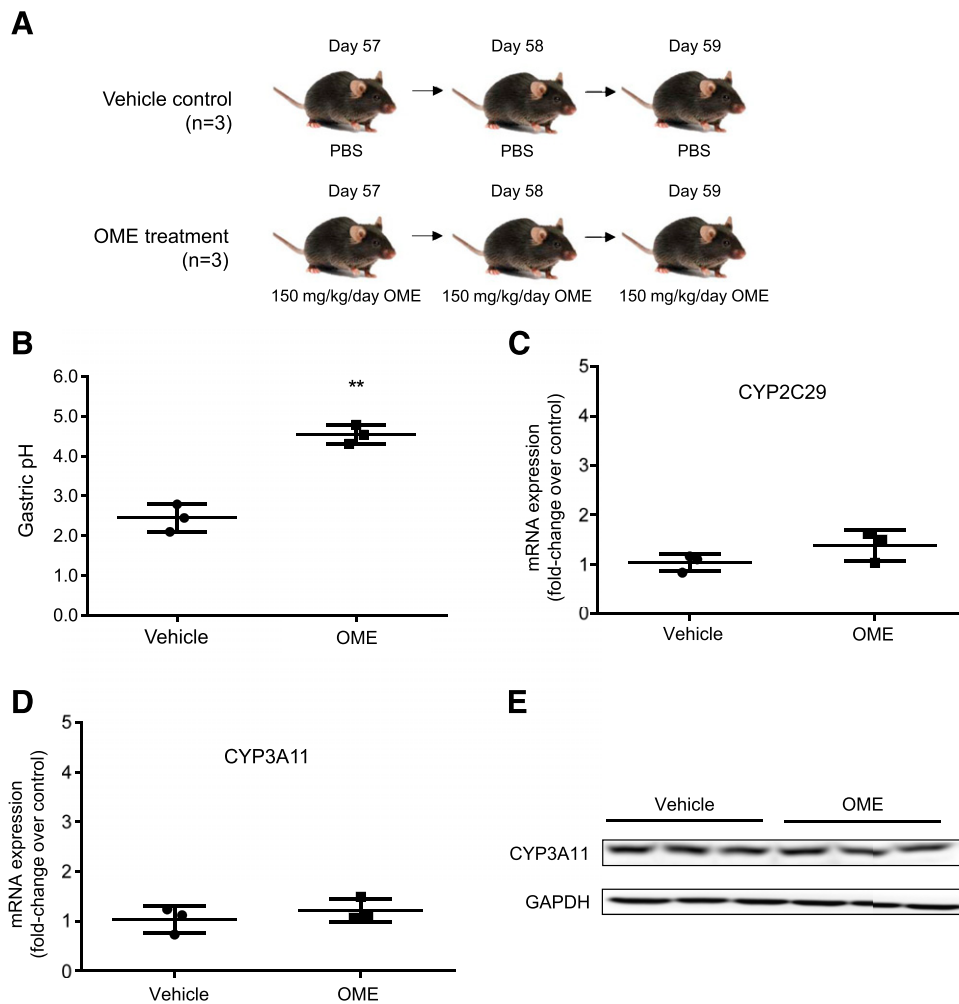 A
Day 57 Day 58 Day 59
Vehicle control
(n=3)
PBS PBS PBS
Day 57 Day 58 Day 59
OME treatment
(n=3)
150 mg/kg/day OME 150 mg/kg/day OME 150 mg/kg/day OME
B
Gastric pH
6.0
5.0
4.0
3.0
2.0
1.0
0.0
**
Vehicle OME
C
mRNA expression
(fold-change over control)
5
4
3
2
1
0
CYP2C29
Vehicle OME
D
mRNA expression
(fold-change over control)
5
4
3
2
1
0
CYP3A11
Vehicle OME
E
Vehicle OME
CYP3A11
GAPDH